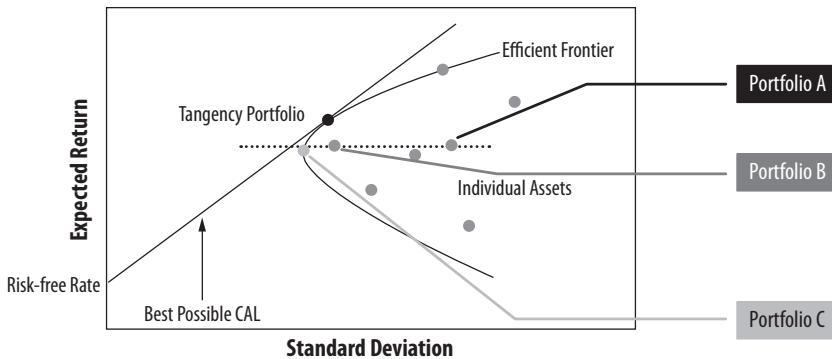 Efficient Frontier
Portfolio A
Tangency Portfolio
Portfolio B
Individual Assets
Expected Return
Risk-free Rate
Best Possible CAL
Portfolio C
Standard Deviation